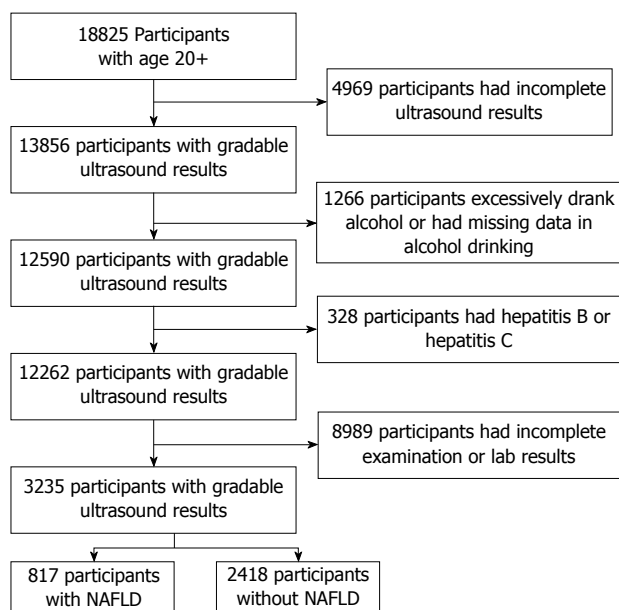 18825 Participants
with age 20+
4969 participants had incomplete
ultrasound results
13856 participants with gradable
ultrasound results
1266 participants excessively drank
alcohol or had missing data in
alcohol drinking
12590 participants with gradable
ultrasound results
328 participants had hepatitis B or
hepatitis C
12262 participants with gradable
ultrasound results
8989 participants had incomplete
examination or lab results
3235 participants with gradable
ultrasound results
817 participants
with NAFLD
2418 participants
without NAFLD